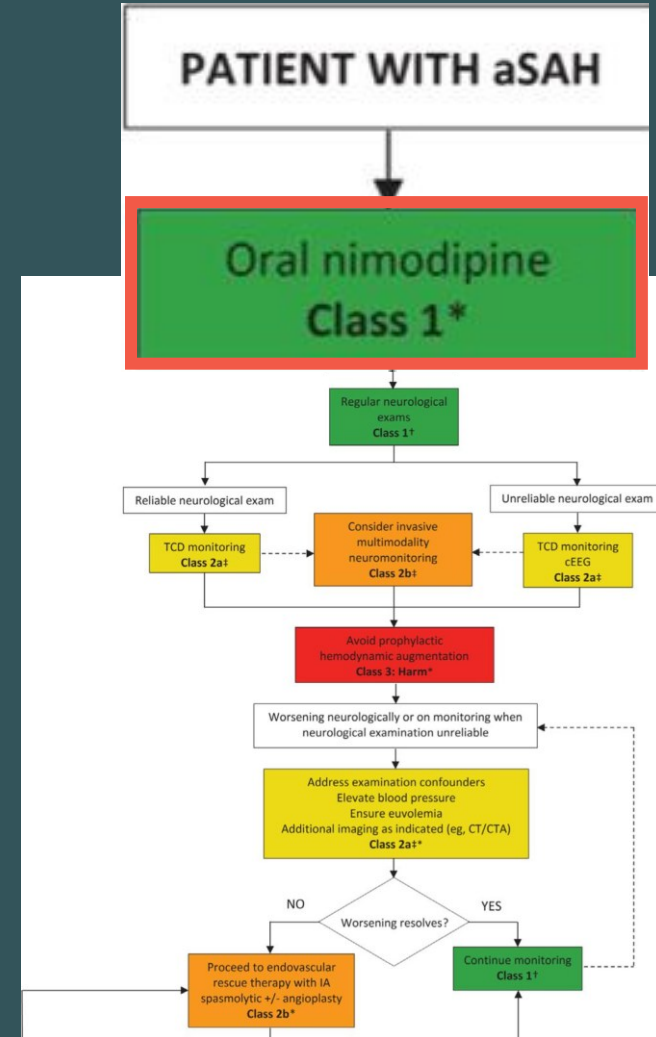 PATIENT WITH aSAH
Oral nimodipine
Class 1*
Regular neurological
exams
Class 1†
Reliable neurological exam
Unreliable neurological exam
TCD monitoring
Class 2a‡
Consider invasive
multimodality
neuromonitoring
Class 2b‡
TCD monitoring
cEEG
Class 2a‡
Avoid prophylactic
hemodynamic augmentation
Class 3: Harm*
Worsening neurologically or on monitoring when
neurological examination unreliable
Address examination confounders
Elevate blood pressure
Ensure euvolemia
Additional imaging as indicated (eg, CT/CTA)
Class 2a‡*
NO
Worsening resolves?
YES
Proceed to endovascular
rescue therapy with IA
spasmolytic +/- angioplasty
Class 2b*
Continue monitoring
Class 1†